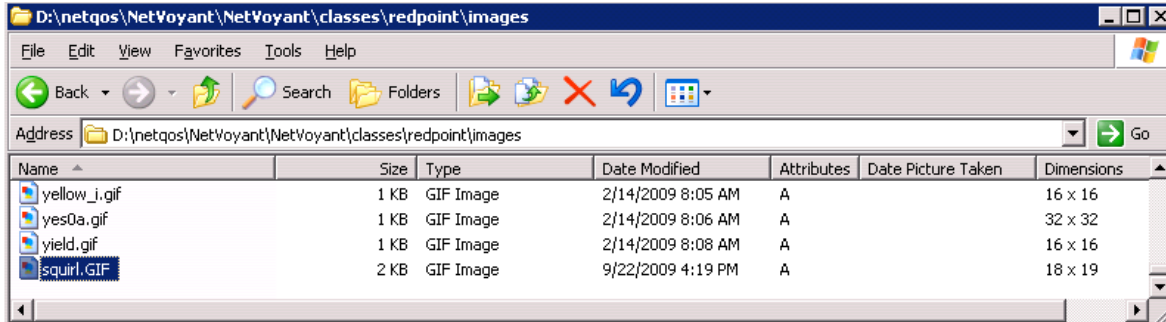 D:\netqos\NetVoyant\NetVoyant\classes\redpoint\images
File Edit View Favorites Tools Help
Back Search Folders
Address D:\netqos\NetVoyant\NetVoyant\classes\redpoint\images Go
Name Size Type Date Modified Attributes Date Picture Taken Dimensions
yellow_i.gif 1 KB GIF Image 2/14/2009 8:05 AM A 16 x 16
yes0a.gif 1 KB GIF Image 2/14/2009 8:06 AM A 32 x 32
yield.gif 1 KB GIF Image 2/14/2009 8:08 AM A 16 x 16
squirl.GIF 2 KB GIF Image 9/22/2009 4:19 PM A 18 x 19